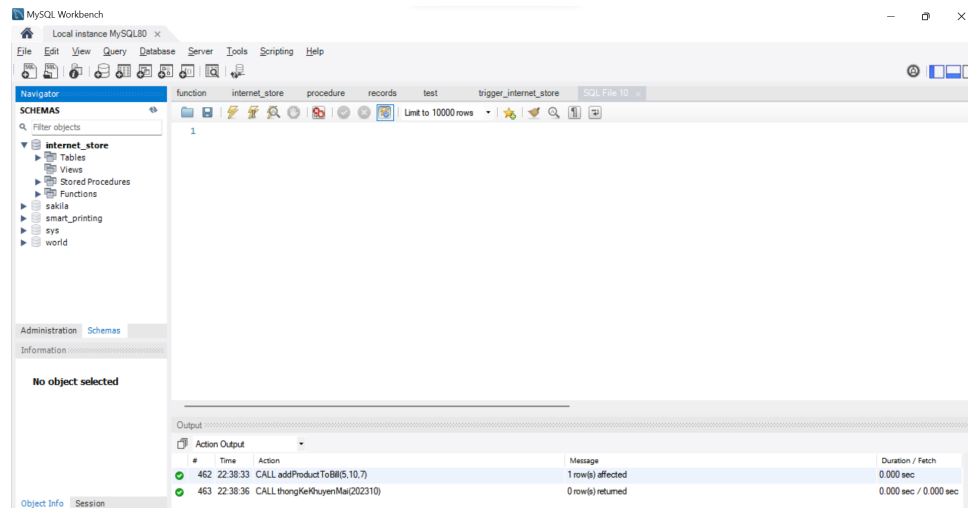 MySQL Workbench
Local instance MySQL80
File Edit View Query Database Server Tools Scripting Help
Navigator
SCHEMAS
Filter objects
internet_store
Tables
Views
Stored Procedures
Functions
sakila
smart_printing
sys
world
Administration Schemas
Information
No object selected
Object Info Session
function internet_store procedure records test trigger_internet_store SQL File 10
Limit to 10000 rows
1
Output
Action Output
# Time Action Message Duration / Fetch
462 22:38:33 CALL addProductToBill(5,10,7) 1 row(s) affected 0.000 sec
463 22:38:36 CALL thongKeKhuyenMai(202310) 0 row(s) returned 0.000 sec / 0.000 sec